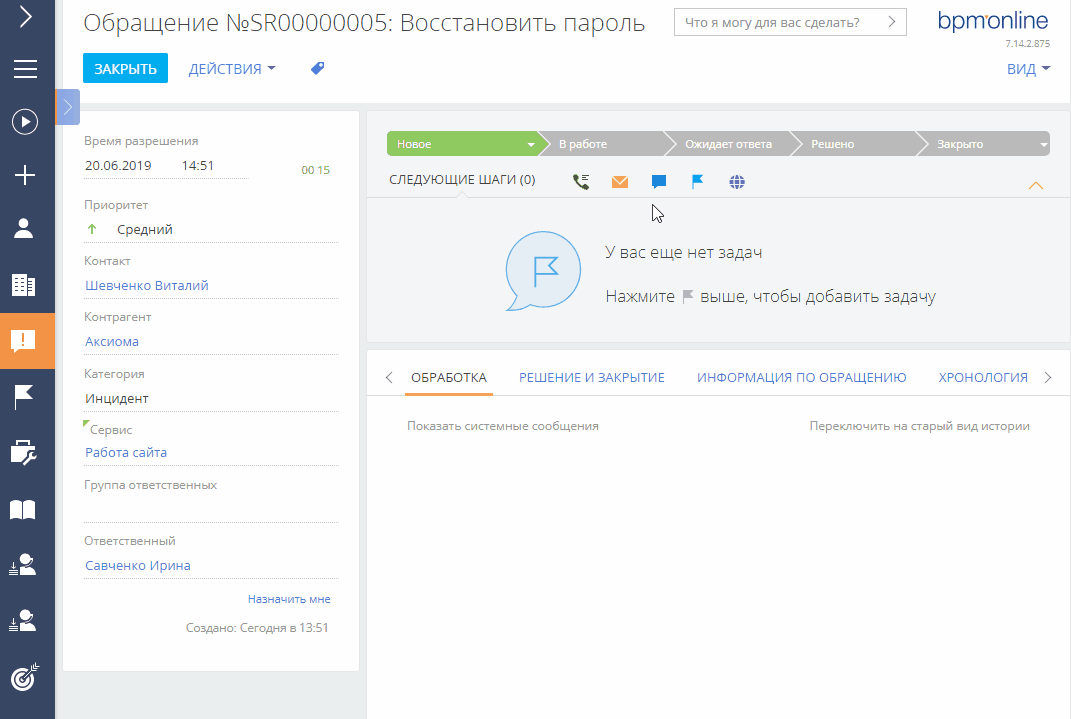 Обращение №SR00000005: Восстановить пароль
Что я могу для вас сделать?
bpmonline
7.14.2.875
ЗАКРЫТЬ
ДЕЙСТВИЯ
ВИД
Время разрешения
20.06.2019 14:51
00 15
Приоритет
Средний
Контакт
Шевченко Виталий
Контрагент
Аксиома
Категория
Инцидент
Сервис
Работа сайта
Группа ответственных
Ответственный
Савченко Ирина
Назначить мне
Создано: Сегодня в 13:51
Новое
В работе
Ожидает ответа
Решено
Закрыто
СЛЕДУЮЩИЕ ШАГИ (0)
У вас еще нет задач
Нажмите выше, чтобы добавить задачу
ОБРАБОТКА
РЕШЕНИЕ И ЗАКРЫТИЕ
ИНФОРМАЦИЯ ПО ОБРАЩЕНИЮ
ХРОНОЛОГИЯ
Показать системные сообщения
Переключить на старый вид истории